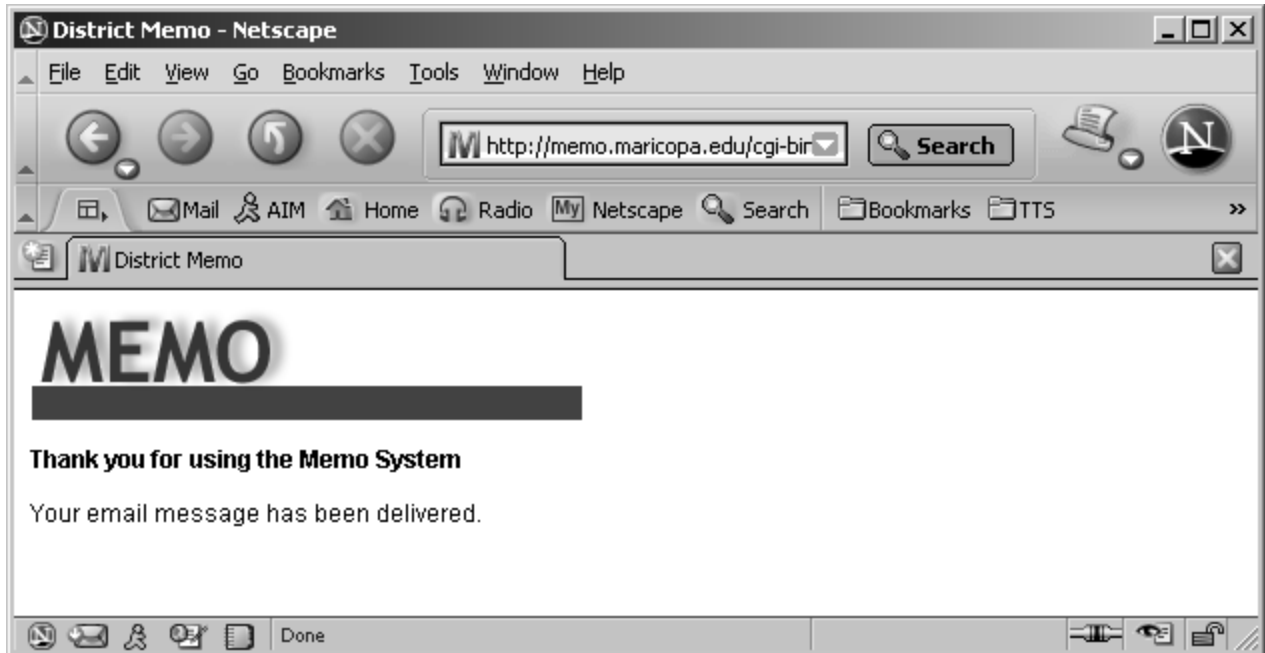 District Memo - Netscape
File Edit View Go Bookmarks Tools Window Help
N
M http://memo.maricopa.edu/cgi-bin Search N
Mail AIM Home Radio My Netscape Search Bookmarks TTS »
M District Memo
MEMO
Thank you for using the Memo System
Your email message has been delivered.
Done